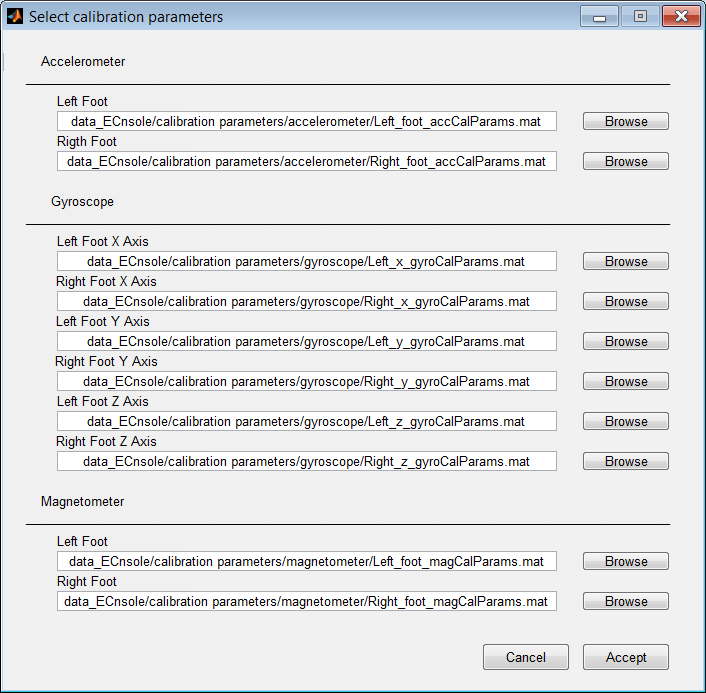 Select calibration parameters
Accelerometer
Left Foot
data_ECnsole/calibration parameters/accelerometer/Left_foot_accCalParams.mat
Browse
Rigth Foot
data_ECnsole/calibration parameters/accelerometer/Right_foot_accCalParams.mat
Browse
Gyroscope
Left Foot X Axis
data_ECnsole/calibration parameters/gyroscope/Left_x_gyroCalParams.mat
Browse
Right Foot X Axis
data_ECnsole/calibration parameters/gyroscope/Right_x_gyroCalParams.mat
Browse
Left Foot Y Axis
data_ECnsole/calibration parameters/gyroscope/Left_y_gyroCalParams.mat
Browse
Right Foot Y Axis
data_ECnsole/calibration parameters/gyroscope/Right_y_gyroCalParams.mat
Browse
Left Foot Z Axis
data_ECnsole/calibration parameters/gyroscope/Left_z_gyroCalParams.mat
Browse
Right Foot Z Axis
data_ECnsole/calibration parameters/gyroscope/Right_z_gyroCalParams.mat
Browse
Magnetometer
Left Foot
data_ECnsole/calibration parameters/magnetometer/Left_foot_magCalParams.mat
Browse
Right Foot
data_ECnsole/calibration parameters/magnetometer/Right_foot_magCalParams.mat
Browse
Cancel
Accept